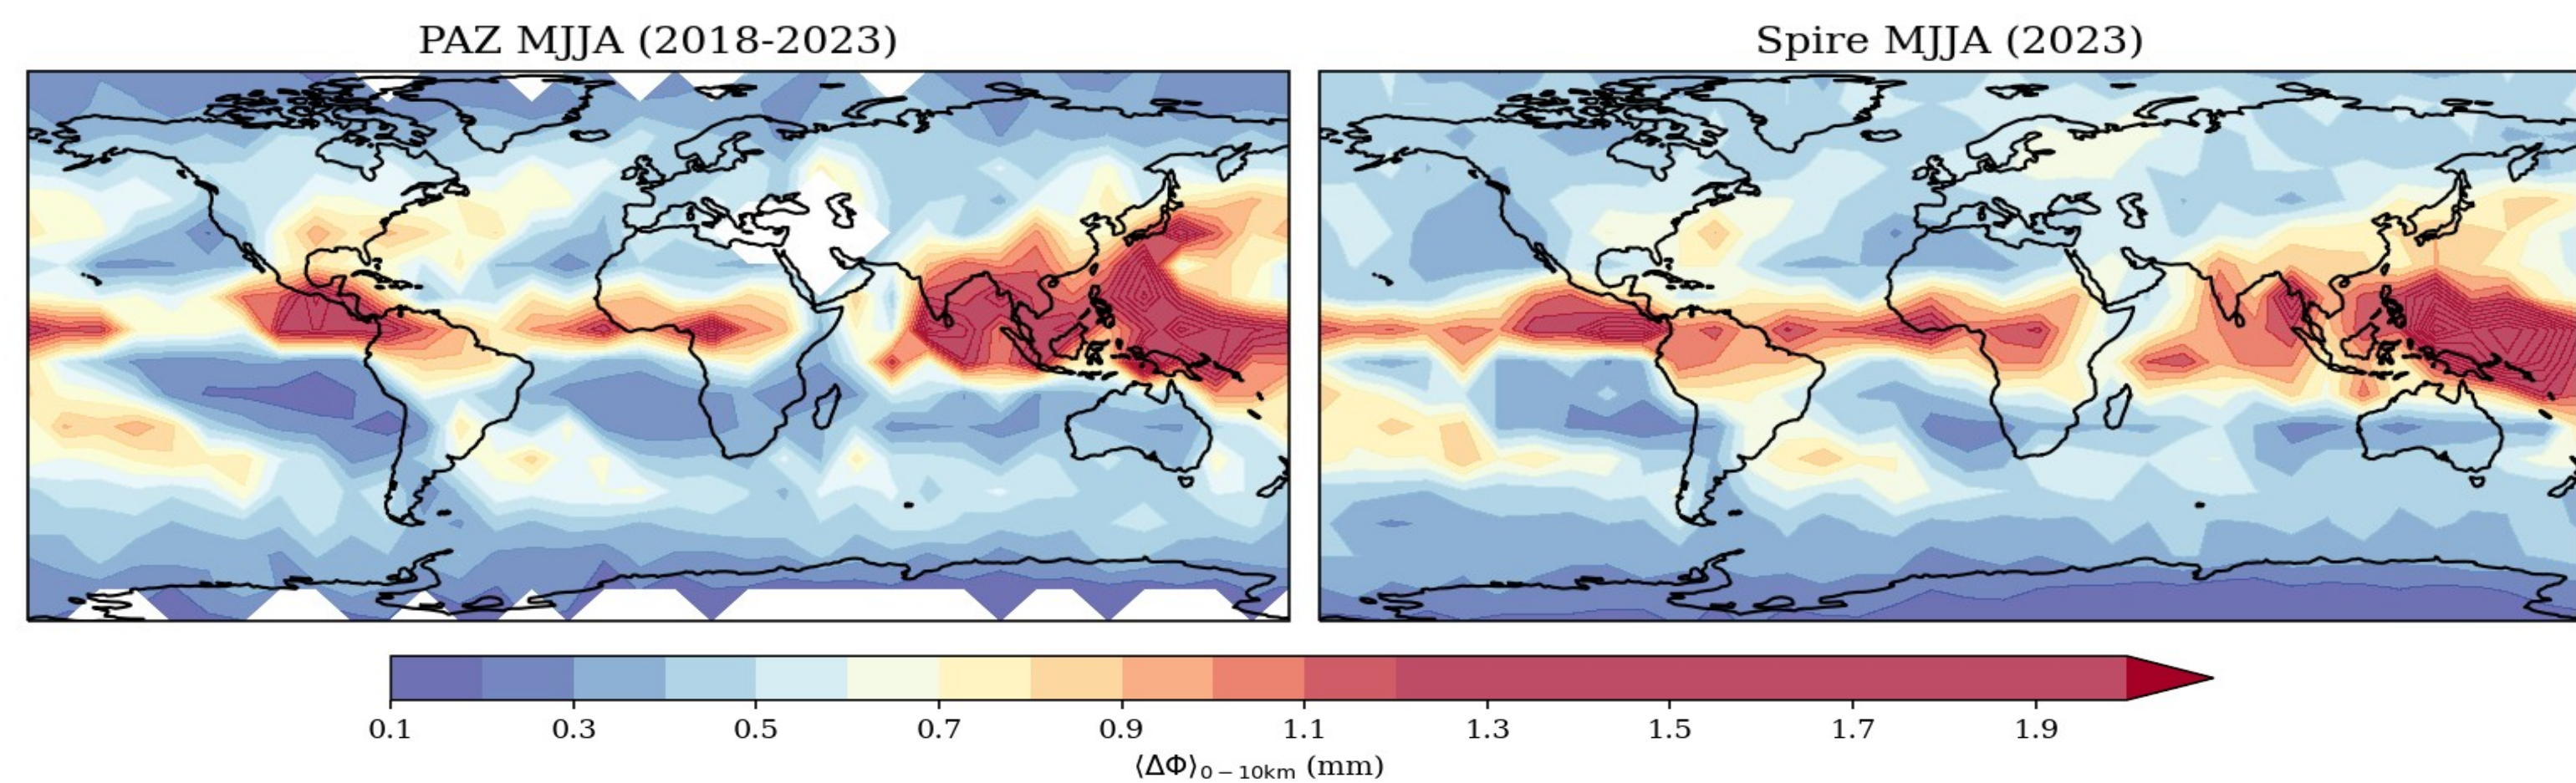 PAZ MJJA (2018-2023)
Spire MJJA (2023)
0.1 0.3 0.5 0.7 0.9 1.1 1.3 1.5 1.7 1.9
⟨ΔΦ⟩₀₋₁₀ₖₘ (mm)